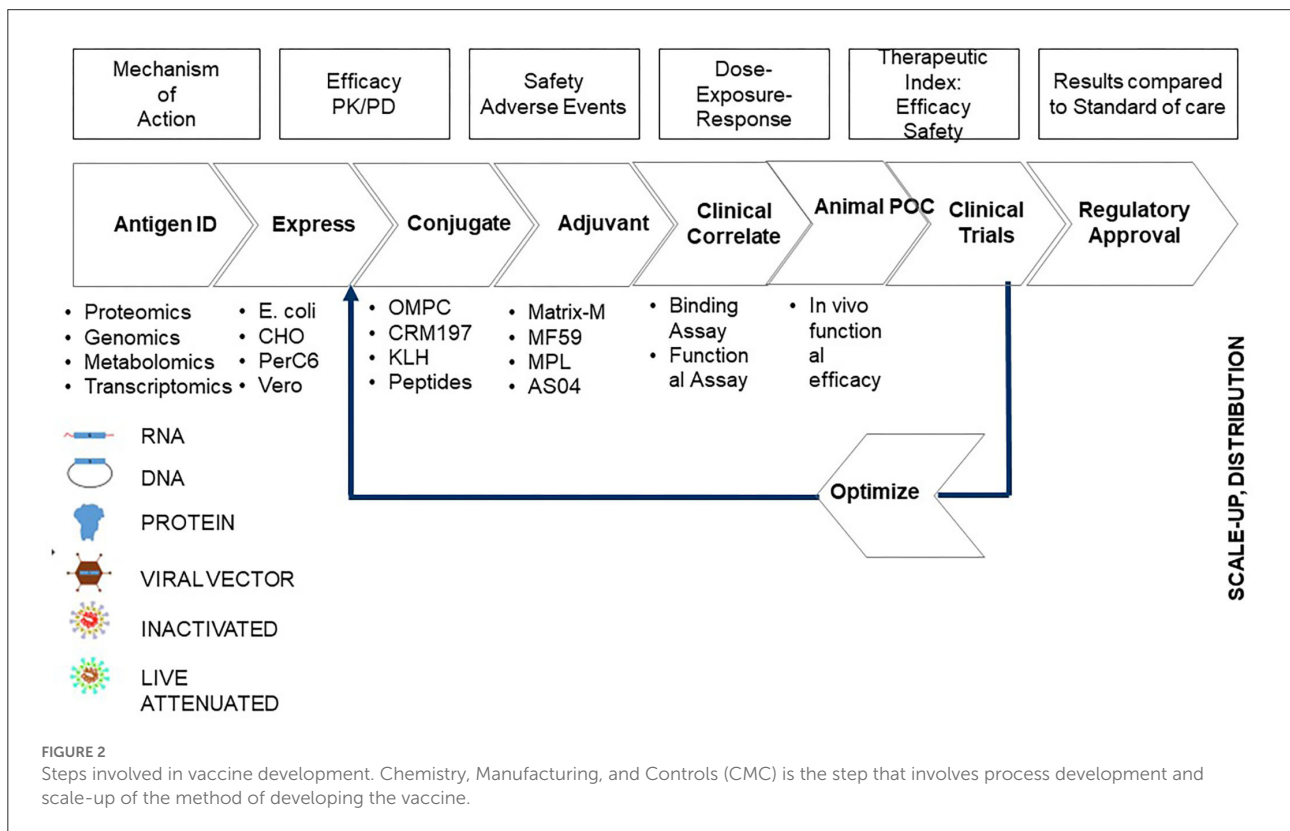 Mechanism
of
Action
Efficacy
PK/PD
Safety
Adverse Events
Dose-
Exposure-
Response
Therapeutic
Index:
Efficacy
Safety
Results compared
to Standard of care
Antigen ID
Express
Conjugate
Adjuvant
Clinical
Correlate
Animal POC
Clinical
Trials
Regulatory
Approval
• Proteomics
• Genomics
• Metabolomics
• Transcriptomics
• E. coli
• CHO
• PerC6
• Vero
• OMPC
• CRM197
• KLH
• Peptides
• Matrix-M
• MF59
• MPL
• AS04
• Binding
Assay
• Function
al Assay
• In vivo
function
al
efficacy
RNA
DNA
PROTEIN
VIRAL VECTOR
INACTIVATED
LIVE
ATTENUATED
Optimize
SCALE-UP, DISTRIBUTION
FIGURE 2
Steps involved in vaccine development. Chemistry, Manufacturing, and Controls (CMC) is the step that involves process development and
scale-up of the method of developing the vaccine.